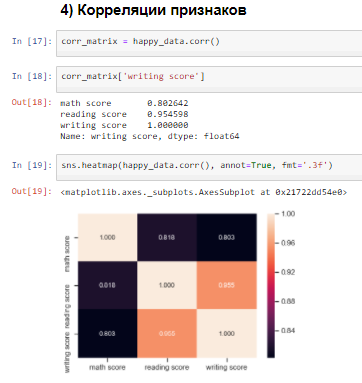 4) Корреляции признаков
In [17]: corr_matrix = happy_data.corr()
In [18]: corr_matrix['writing score']
Out[18]: math score 0.802642
reading score 0.954598
writing score 1.000000
Name: writing score, dtype: float64
In [19]: sns.heatmap(happy_data.corr(), annot=True, fmt='.3f')
Out[19]: <matplotlib.axes._subplots.AxesSubplot at 0x21722dd54e0>
1.00
math score 1.000 0.818 0.803
0.96
reading score 0.818 1.000 0.955
0.92
0.88
writing score 0.803 0.955 1.000
0.84
math score reading score writing score